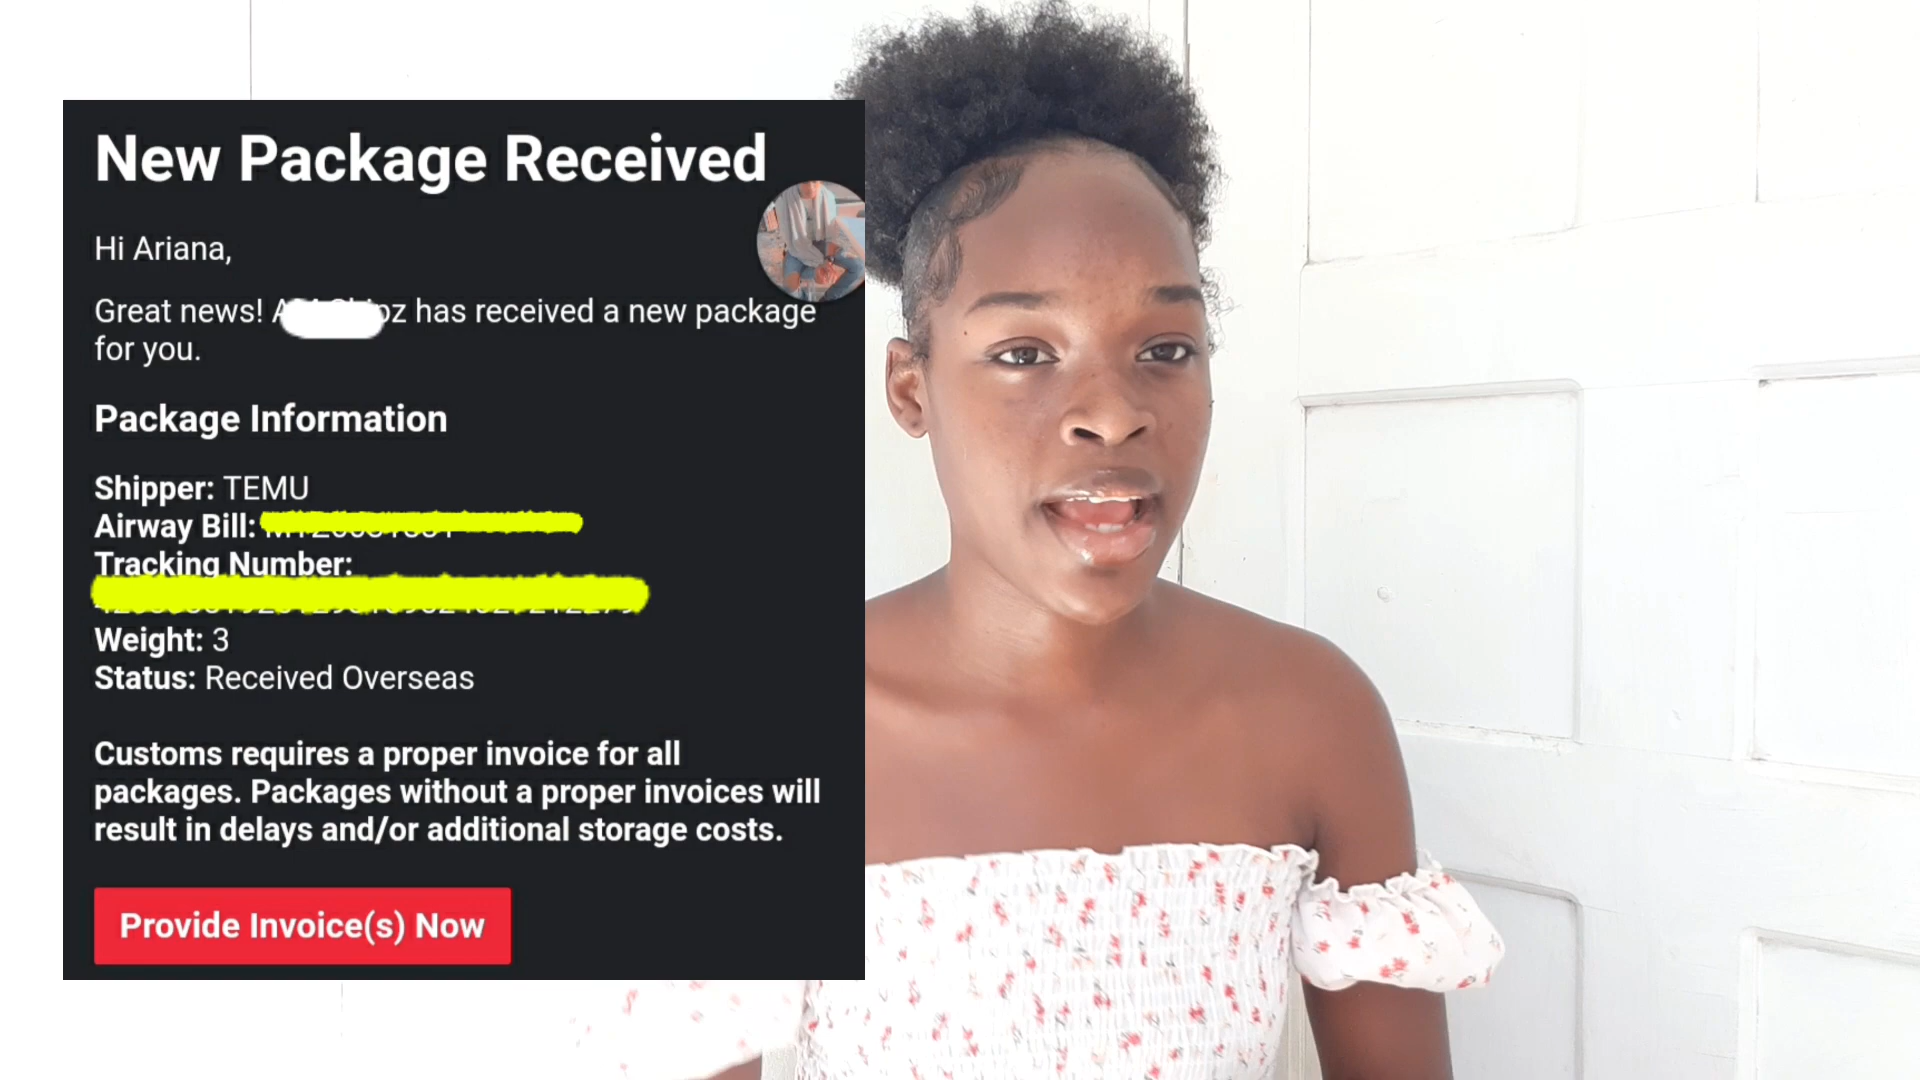 New Package Received
Hi Ariana,
Great news! has received a new package
for you.
Package Information
Shipper: TEMU
Airway Bill:
Tracking Number:
Weight: 3
Status: Received Overseas
Customs requires a proper invoice for all
packages. Packages without a proper invoices will
result in delays and/or additional storage costs.
Provide Invoice(s) Now